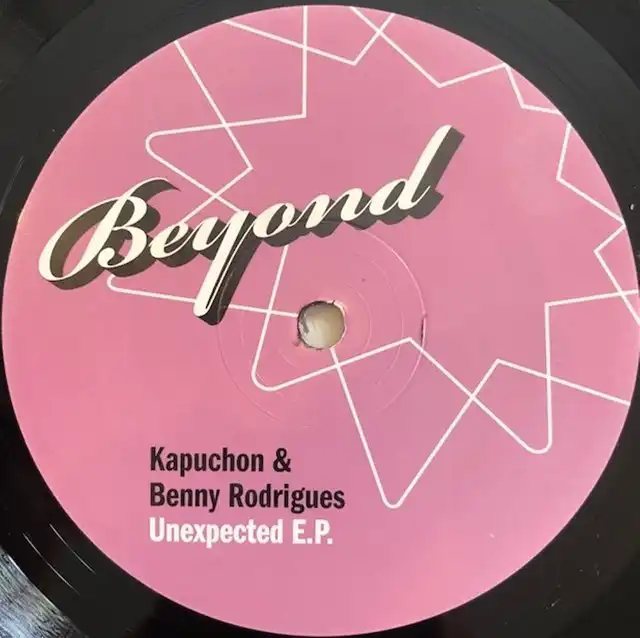 Beyond
Kapuchon &
Benny Rodrigues
Unexpected E.P.